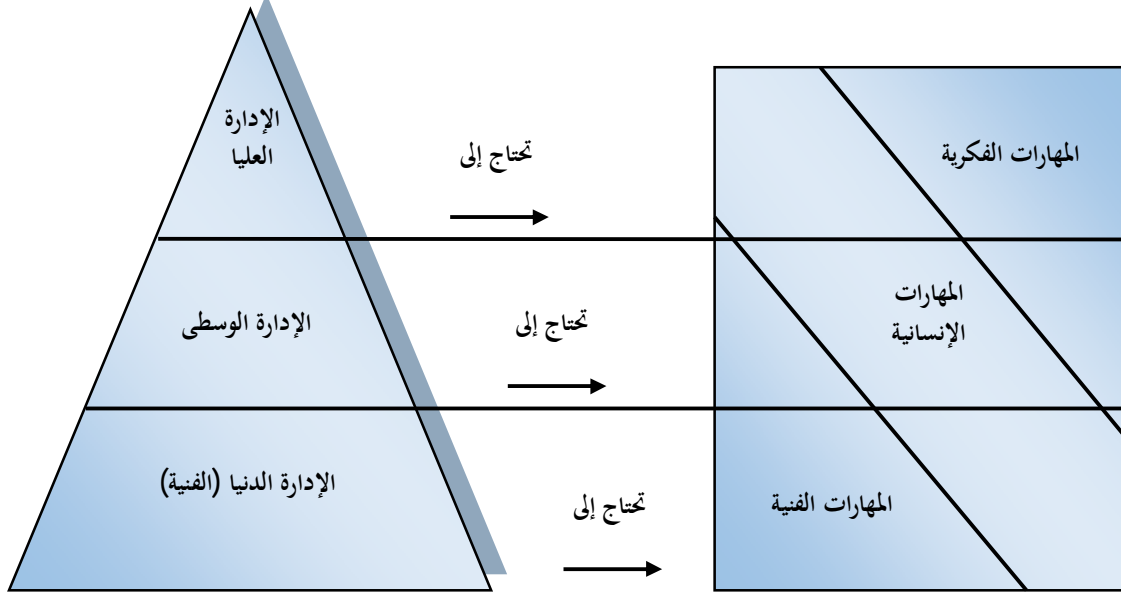 الإدارة
العليا
تحتاج إلى
المهارات الفكرية
الإدارة الوسطى
تحتاج إلى
المهارات
الإنسانية
الإدارة الدنيا (الفنية)
تحتاج إلى
المهارات الفنية